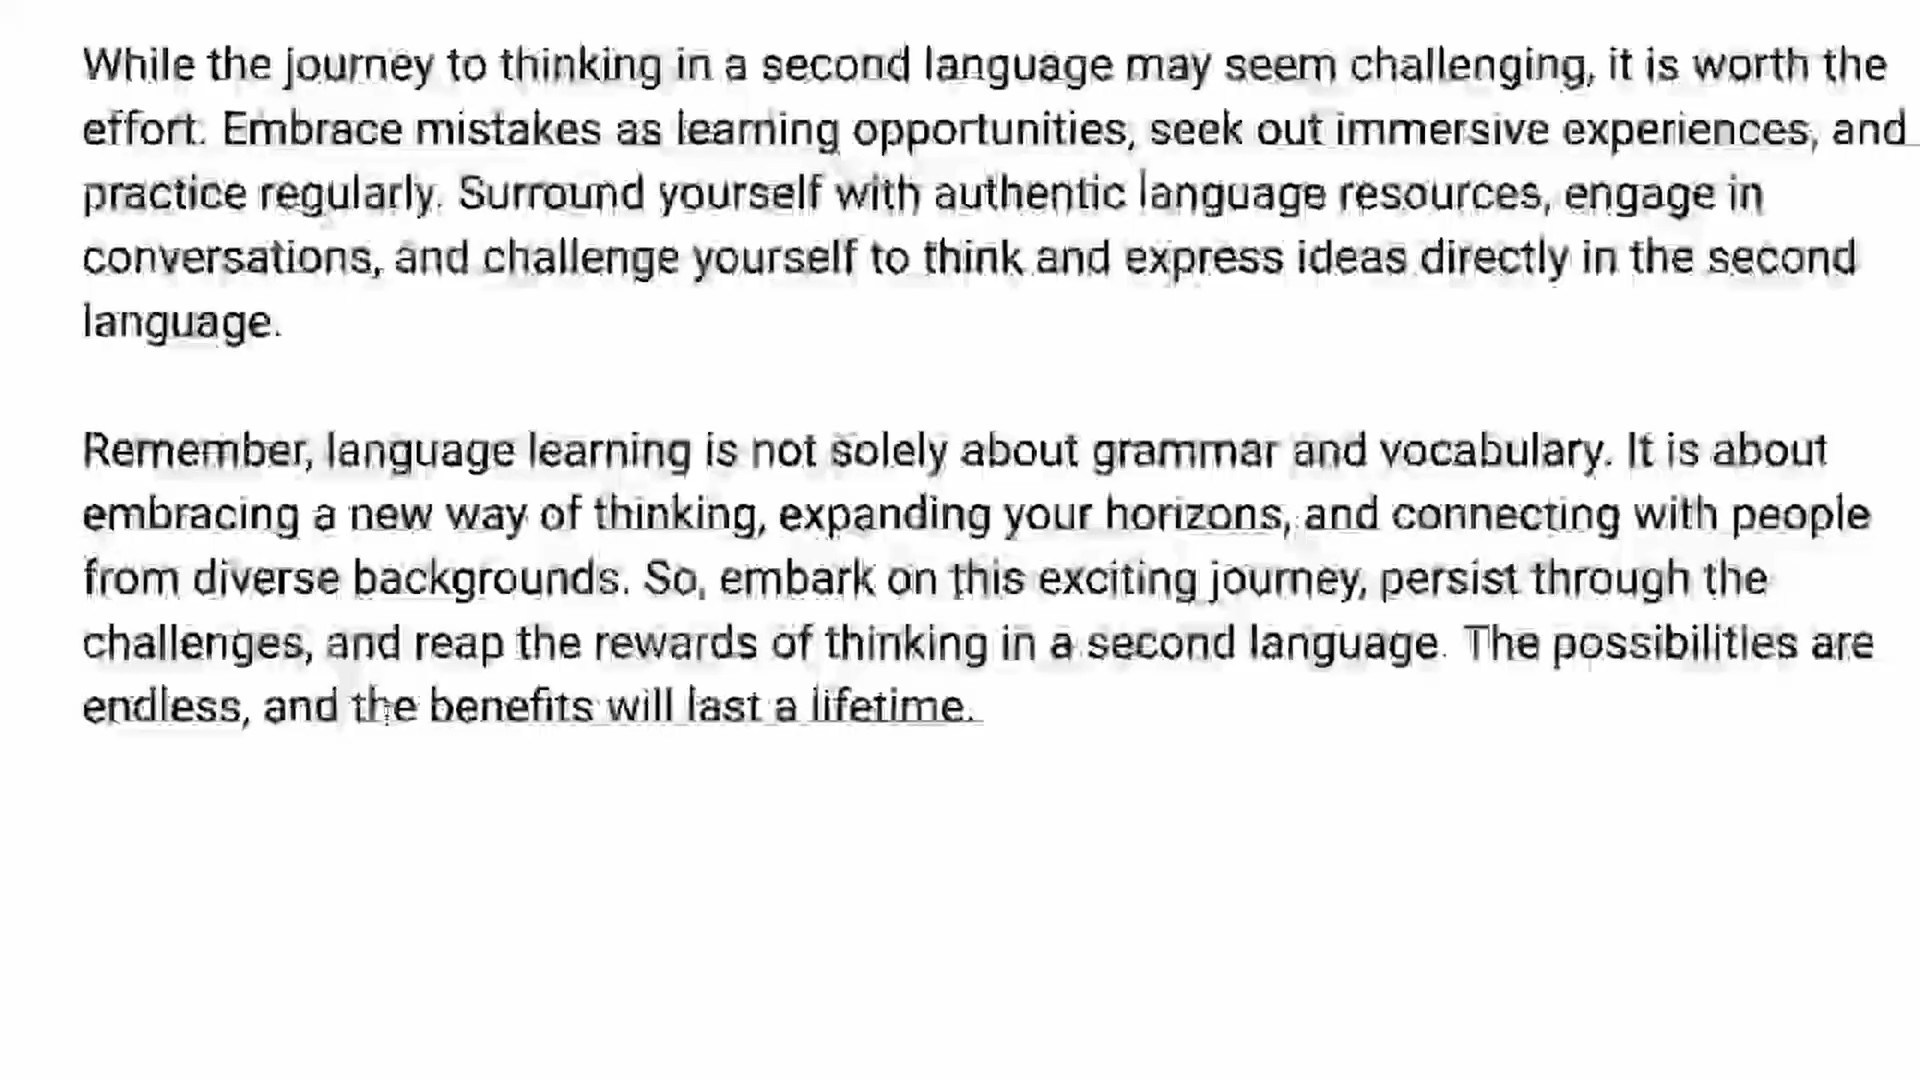 While the journey to thinking in a second language may seem challenging, it is worth the
effort. Embrace mistakes as learning opportunities, seek out immersive experiences, and
practice regularly. Surround yourself with authentic language resources, engage in
conversations, and challenge yourself to think and express ideas directly in the second
language.
Remember, language learning is not solely about grammar and vocabulary. It is about
embracing a new way of thinking, expanding your horizons, and connecting with people
from diverse backgrounds. So, embark on this exciting journey, persist through the
challenges, and reap the rewards of thinking in a second language. The possibilities are
endless, and the benefits will last a lifetime.